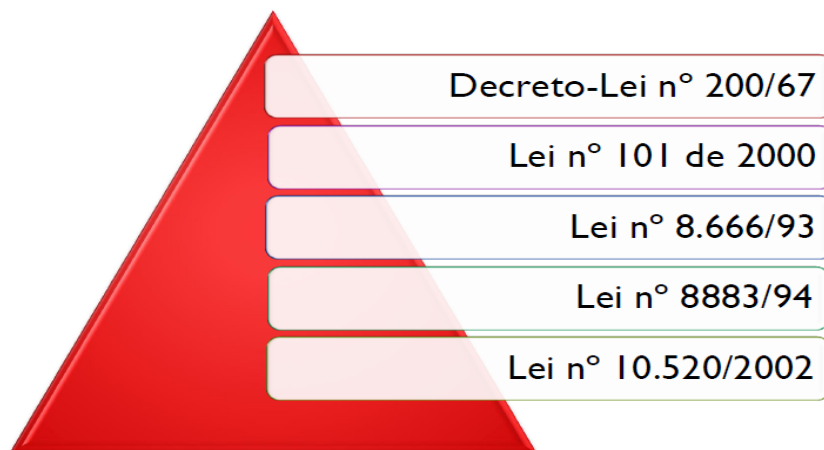 Decreto-Lei nº 200/67
Lei nº 101 de 2000
Lei nº 8.666/93
Lei nº 8883/94
Lei nº 10.520/2002